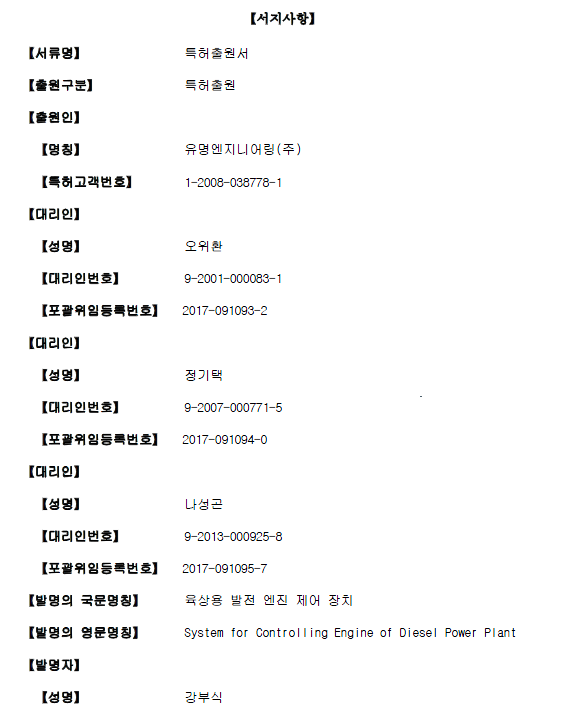 【서지사항】
【서류명】 특허출원서
【출원구분】 특허출원
【출원인】
【명칭】 유명엔지니어링(주)
【특허고객번호】 1-2008-038778-1
【대리인】
【성명】 오위환
【대리인번호】 9-2001-000083-1
【포괄위임등록번호】 2017-091093-2
【대리인】
【성명】 정기택
【대리인번호】 9-2007-000771-5
【포괄위임등록번호】 2017-091094-0
【대리인】
【성명】 나성곤
【대리인번호】 9-2013-000925-8
【포괄위임등록번호】 2017-091095-7
【발명의 국문명칭】 육상용 발전 엔진 제어 장치
【발명의 영문명칭】 System for Controlling Engine of Diesel Power Plant
【발명자】
【성명】 강부식